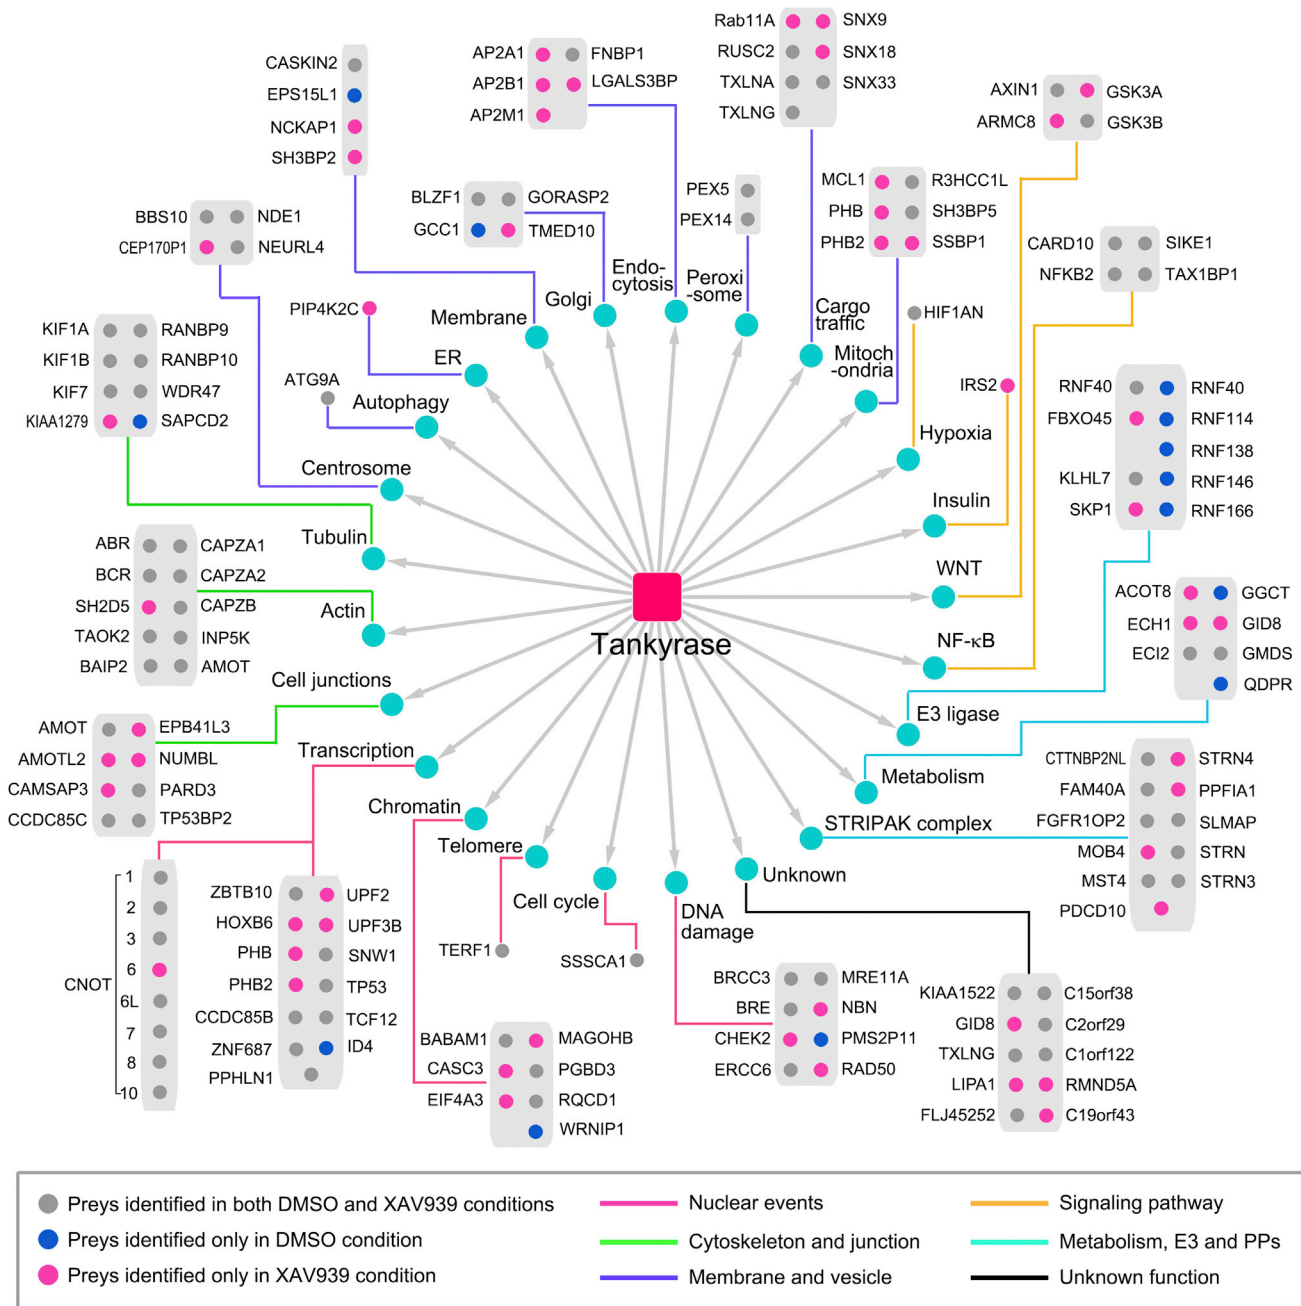 Rab11A SNX9
RUSC2 SNX18
TXLNA SNX33
TXLNG
AP2A1 FNBP1
AP2B1 LGALS3BP
AP2M1
CASKIN2
EPS15L1
NCKAP1
SH3BP2
AXIN1 GSK3A
ARMC8 GSK3B
MCL1 R3HCC1L
PHB SH3BP5
PHB2 SSBP1
PEX5
PEX14
BLZF1 GORASP2
GCC1 TMED10
BBS10 NDE1
CEP170P1 NEURL4
CARD10 SIKE1
NFKB2 TAX1BP1
Endo-
cytosis
Peroxi
-some
Golgi
Membrane
Cargo
traffic
Mitoch
-ondria
PIP4K2C
ER
HIF1AN
KIF1A RANBP9
KIF1B RANBP10
KIF7 WDR47
KIAA1279 SAPCD2
ATG9A
Autophagy
IRS2
Hypoxia
RNF40 RNF40
FBXO45 RNF114
RNF138
KLHL7 RNF146
SKP1 RNF166
Centrosome
Insulin
Tubulin
WNT
ABR CAPZA1
BCR CAPZA2
SH2D5 CAPZB
TAOK2 INP5K
BAIP2 AMOT
Actin
Tankyrase
NF-κB
ACOT8 GGCT
ECH1 GID8
ECI2 GMDS
QDPR
Cell junctions
E3 ligase
AMOT EPB41L3
AMOTL2 NUMBL
CAMSAP3 PARD3
CCDC85C TP53BP2
Transcription
Metabolism
Chromatin
STRIPAK complex
CTTNBP2NL STRN4
FAM40A PPFIA1
FGFR1OP2 SLMAP
MOB4 STRN
MST4 STRN3
PDCD10
Telomere
Cell cycle
DNA
damage
Unknown
CNOT
1
2
3
6
6L
7
8
10
ZBTB10 UPF2
HOXB6 UPF3B
PHB SNW1
PHB2 TP53
CCDC85B TCF12
ZNF687 ID4
PPHLN1
TERF1
SSSCA1
BABAM1 MAGOHB
CASC3 PGBD3
EIF4A3 RQCD1
WRNIP1
BRCC3 MRE11A
BRE NBN
CHEK2 PMS2P11
ERCC6 RAD50
KIAA1522 C15orf38
GID8 C2orf29
TXLNG C1orf122
LIPA1 RMND5A
FLJ45252 C19orf43
Preys identified in both DMSO and XAV939 conditions
Preys identified only in DMSO condition
Preys identified only in XAV939 condition
Nuclear events
Cytoskeleton and junction
Membrane and vesicle
Signaling pathway
Metabolism, E3 and PPs
Unknown function